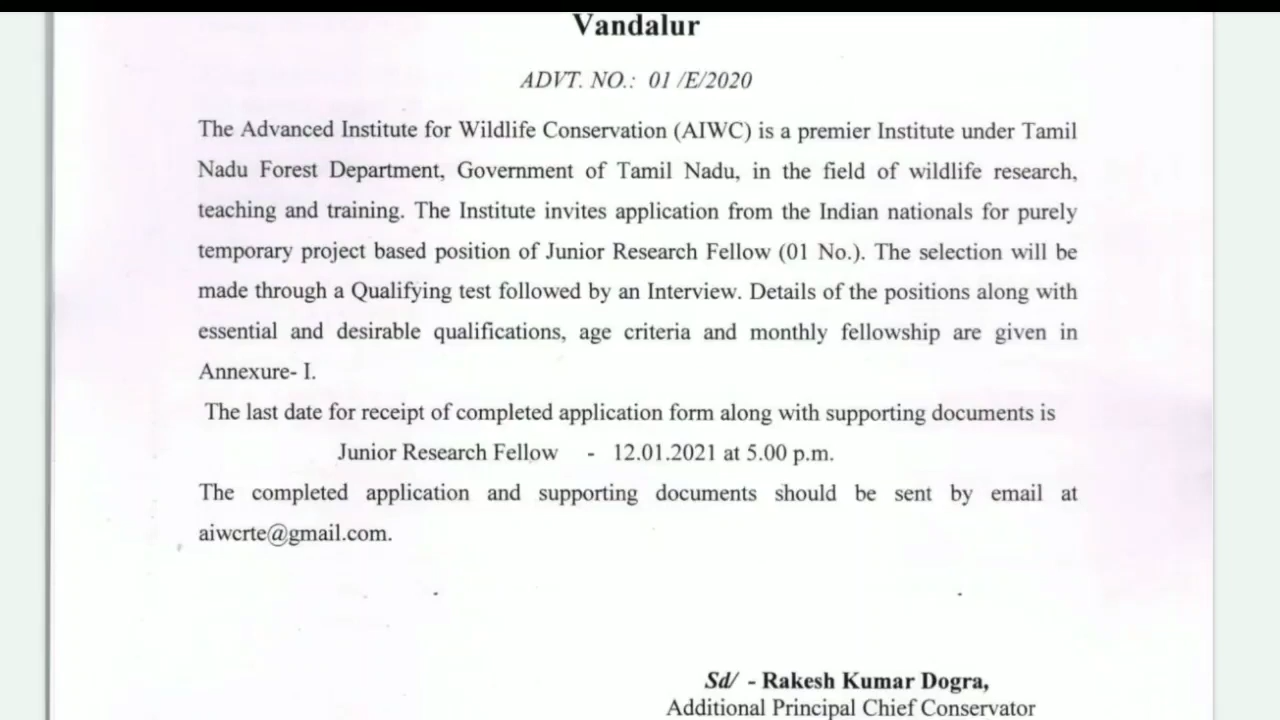 Vandalur
ADVT. NO.: 01 /E/2020
The Advanced Institute for Wildlife Conservation (AIWC) is a premier Institute under Tamil
Nadu Forest Department, Government of Tamil Nadu, in the field of wildlife research,
teaching and training. The Institute invites application from the Indian nationals for purely
temporary project based position of Junior Research Fellow (01 No.). The selection will be
made through a Qualifying test followed by an Interview. Details of the positions along with
essential and desirable qualifications, age criteria and monthly fellowship are given in
Annexure- I.
The last date for receipt of completed application form along with supporting documents is
Junior Research Fellow - 12.01.2021 at 5.00 p.m.
The completed application and supporting documents should be sent by email at
aiwcrte@gmail.com.
Sd/ - Rakesh Kumar Dogra,
Additional Principal Chief Conservator